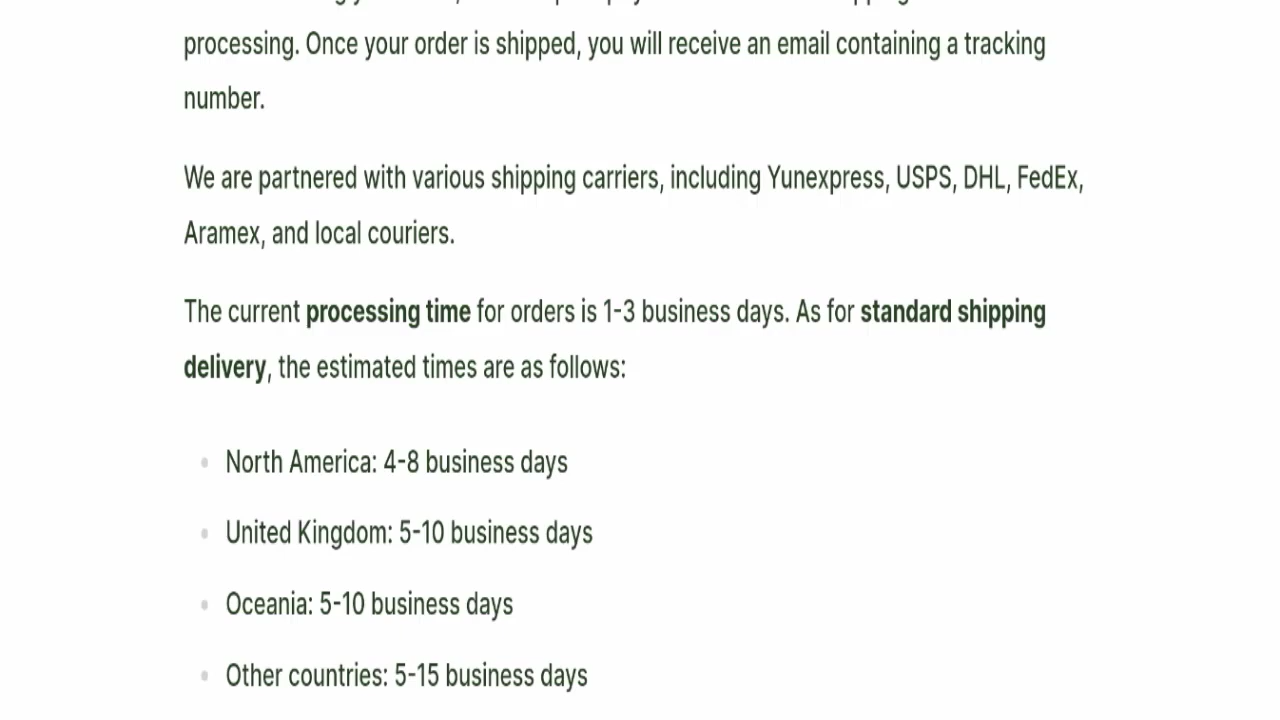 processing. Once your order is shipped, you will receive an email containing a tracking
number.
We are partnered with various shipping carriers, including Yunexpress, USPS, DHL, FedEx,
Aramex, and local couriers.
The current processing time for orders is 1-3 business days. As for standard shipping
delivery, the estimated times are as follows:
North America: 4-8 business days
United Kingdom: 5-10 business days
Oceania: 5-10 business days
Other countries: 5-15 business days